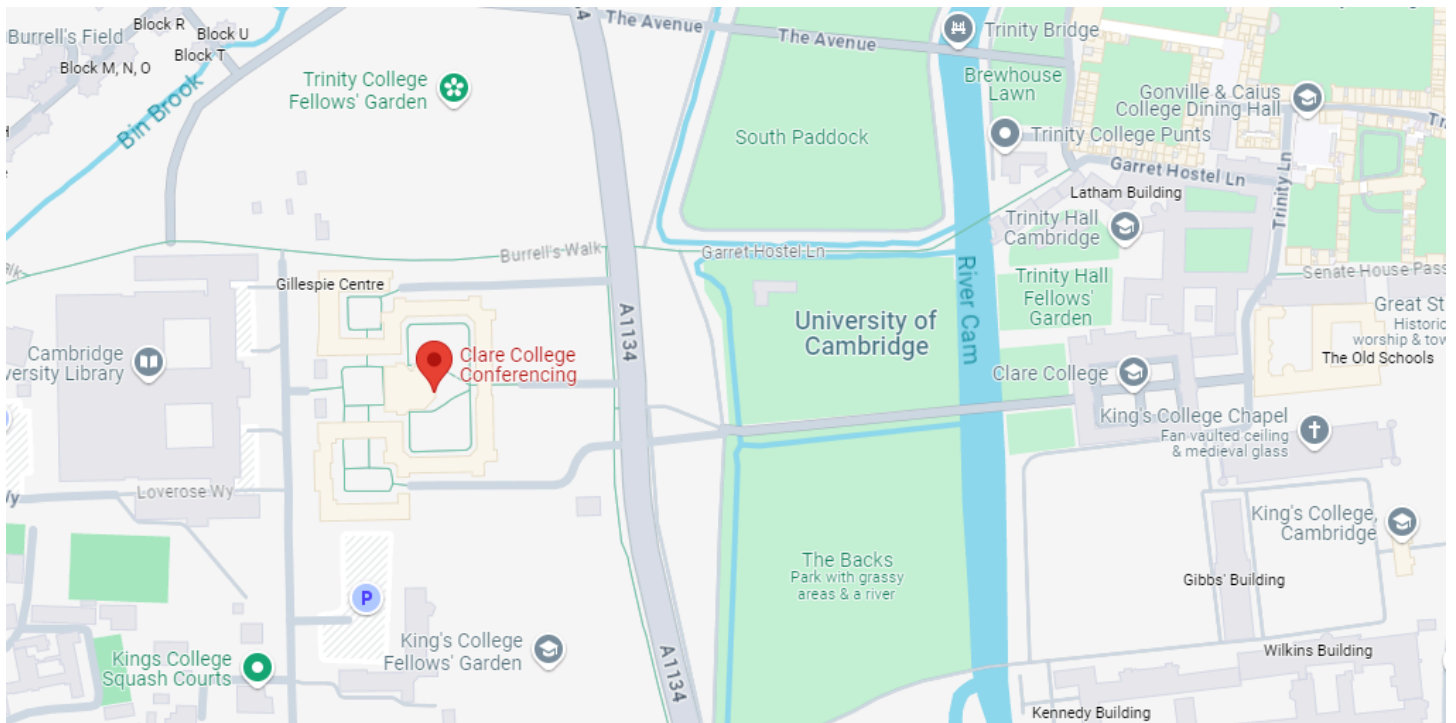 The Avenue
The Avenue
Trinity Bridge
Burrell's Field
Block R
Block U
Block T
Block M, N, O
Bin Brook
Trinity College
Fellows' Garden
Brewhouse
Lawn
Gonville & Caius
College Dining Hall
South Paddock
Trinity College Punts
Garret Hostel Ln
Trinity Ln
Latham Building
Trinity Hall
Cambridge
Burrell's Walk
Garret Hostel Ln
Senate House Pass
Gillespie Centre
River Cam
Trinity Hall
Fellows'
Garden
A1134
University of
Cambridge
Great St
Historic
worship & tow
The Old Schools
Cambridge
versity Library
Clare College
Conferencing
Clare College
King's College Chapel
Fan vaulted ceiling
& medieval glass
Loverose Wy
King's College,
Cambridge
The Backs
Park with grassy
areas & a river
Gibbs' Building
P
King's College
Fellows' Garden
A1134
Kings College
Squash Courts
Wilkins Building
Kennedy Building